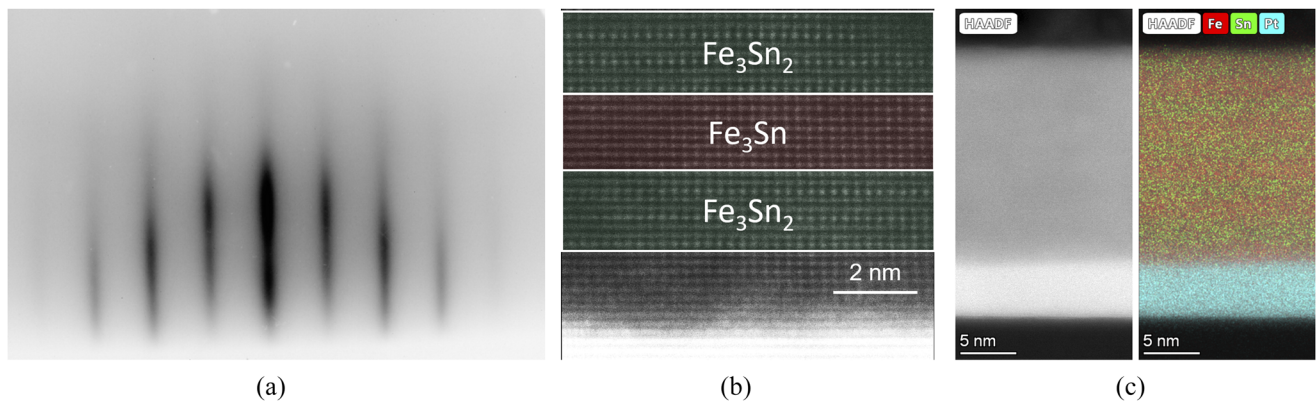 Fe₃Sn₂
Fe₃Sn
Fe₃Sn₂
2 nm
HAADF
5 nm
HAADF Fe Sn Pt
5 nm
(a)
(b)
(c)